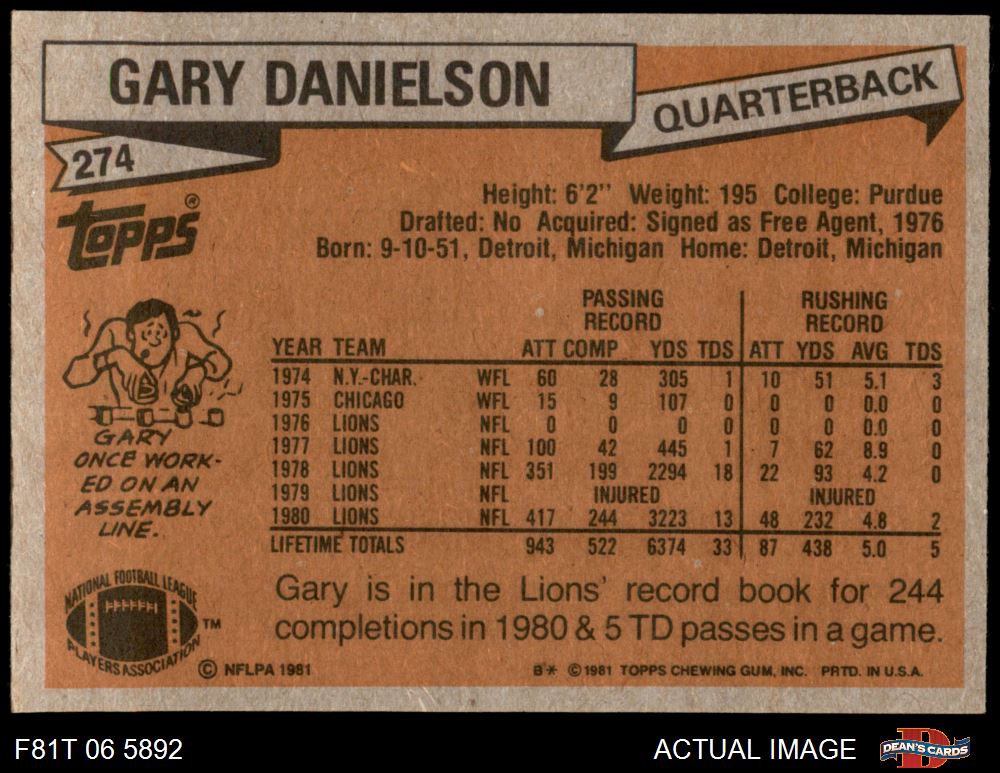 GARY DANIELSON
QUARTERBACK
274
TOPPS®
Height: 6'2" Weight: 195 College: Purdue
Drafted: No Acquired: Signed as Free Agent, 1976
Born: 9-10-51, Detroit, Michigan Home: Detroit, Michigan
PASSING RECORD RUSHING RECORD
YEAR TEAM ATT COMP YDS TDS ATT YDS AVG TDS
1974 N.Y.-CHAR. WFL 60 28 305 1 10 51 5.1 3
1975 CHICAGO WFL 15 9 107 0 0 0 0.0 0
1976 LIONS NFL 0 0 0 0 0 0 0.0 0
1977 LIONS NFL 100 42 445 1 7 62 8.9 0
1978 LIONS NFL 351 199 2294 18 22 93 4.2 0
1979 LIONS NFL INJURED INJURED
1980 LIONS NFL 417 244 3223 13 48 232 4.8 2
LIFETIME TOTALS 943 522 6374 33 87 438 5.0 5
GARY
ONCE WORK-
ED ON AN
ASSEMBLY
LINE.
Gary is in the Lions' record book for 244
completions in 1980 & 5 TD passes in a game.
NATIONAL FOOTBALL LEAGUE
PLAYERS ASSOCIATION
TM
© NFLPA 1981
B* © 1981 TOPPS CHEWING GUM, INC. PRTD. IN U.S.A.
F81T 06 5892
ACTUAL IMAGE
DEAN'S CARDS